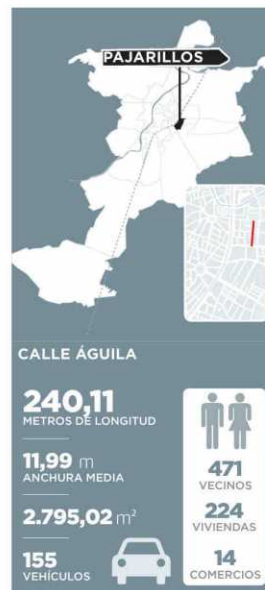 PAJARILLOS
CALLE ÁGUILA
240,11
METROS DE LONGITUD
11,99 m
ANCHURA MEDIA
2.795,02 m²
155
VEHÍCULOS
471
VECINOS
224
VIVIENDAS
14
COMERCIOS